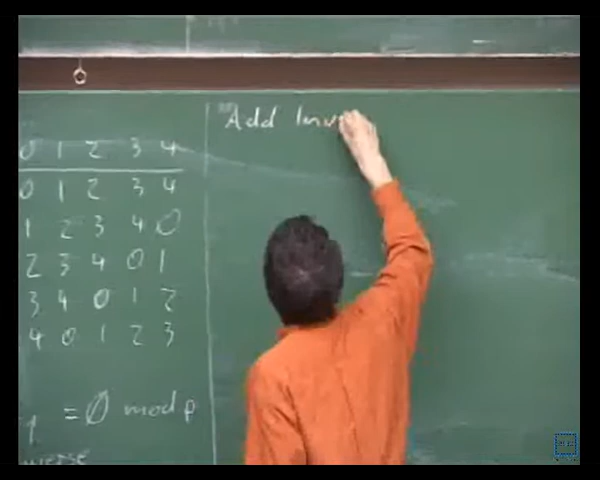 Add Inv
0 1 2 3 4
0 1 2 3 4
1 2 3 4 0
2 3 4 0 1
3 4 0 1 2
4 0 1 2 3
= 0 mod p